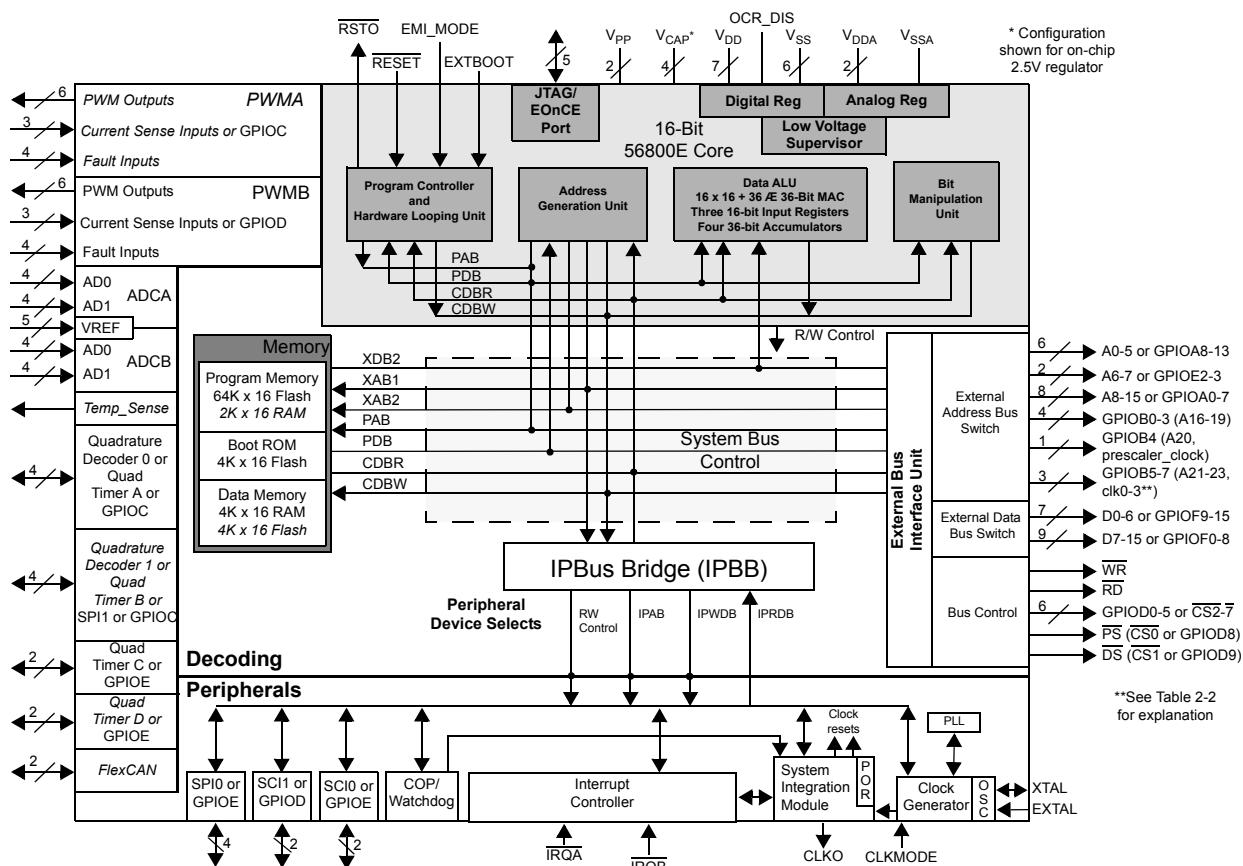 RSTO
EMI_MODE
RESET
EXTBOOT
5
VPP
2
VCAP*
4
VDD
7
OCR_DIS
VSS
6
VDDA
2
VSSA
* Configuration
shown for on-chip
2.5V regulator
6
PWM Outputs
PWMA
3
Current Sense Inputs or GPIOC
4
Fault Inputs
6
PWM Outputs
PWMB
3
Current Sense Inputs or GPIOD
4
Fault Inputs
4
AD0
ADCA
4
AD1
5
VREF
4
AD0
ADCB
4
AD1
Temp_Sense
4
Quadrature
Decoder 0 or
Quad
Timer A or
GPIOC
4
Quadrature
Decoder 1 or
Quad
Timer B or
SPI1 or GPIOC
2
Quad
Timer C or
GPIOE
2
Quad
Timer D or
GPIOE
2
FlexCAN
JTAG/
EOnCE
Port
Digital Reg
Analog Reg
Low Voltage
Supervisor
16-Bit
56800E Core
Program Controller
and
Hardware Looping Unit
Address
Generation Unit
Data ALU
16 x 16 + 36 Æ 36-Bit MAC
Three 16-bit Input Registers
Four 36-bit Accumulators
Bit
Manipulation
Unit
PAB
PDB
CDBR
CDBW
R/W Control
Memory
Program Memory
64K x 16 Flash
2K x 16 RAM
Boot ROM
4K x 16 Flash
Data Memory
4K x 16 RAM
4K x 16 Flash
XDB2
XAB1
XAB2
PAB
PDB
CDBR
CDBW
System Bus
Control
External Bus
Interface Unit
External
Address Bus
Switch
External Data
Bus Switch
Bus Control
6
A0-5 or GPIOA8-13
2
A6-7 or GPIOE2-3
8
A8-15 or GPIOA0-7
4
GPIOB0-3 (A16-19)
1
GPIOB4 (A20,
prescaler_clock)
3
GPIOB5-7 (A21-23,
clk0-3**)
7
D0-6 or GPIOF9-15
9
D7-15 or GPIOF0-8
WR
RD
6
GPIOD0-5 or CS2-7
PS (CS0 or GPIOD8)
DS (CS1 or GPIOD9)
**See Table 2-2
for explanation
IPBus Bridge (IPBB)
Peripheral
Device Selects
RW
Control
IPAB
IPWDB
IPRDB
Decoding
Peripherals
SPI0 or
GPIOE
4
SCI1 or
GPIOD
2
SCI0 or
GPIOE
2
COP/
Watchdog
Interrupt
Controller
IRQA
IRQB
Clock
resets
System
Integration
Module
POR
CLKO
PLL
Clock
Generator
OSC
CLKMODE
XTAL
EXTAL